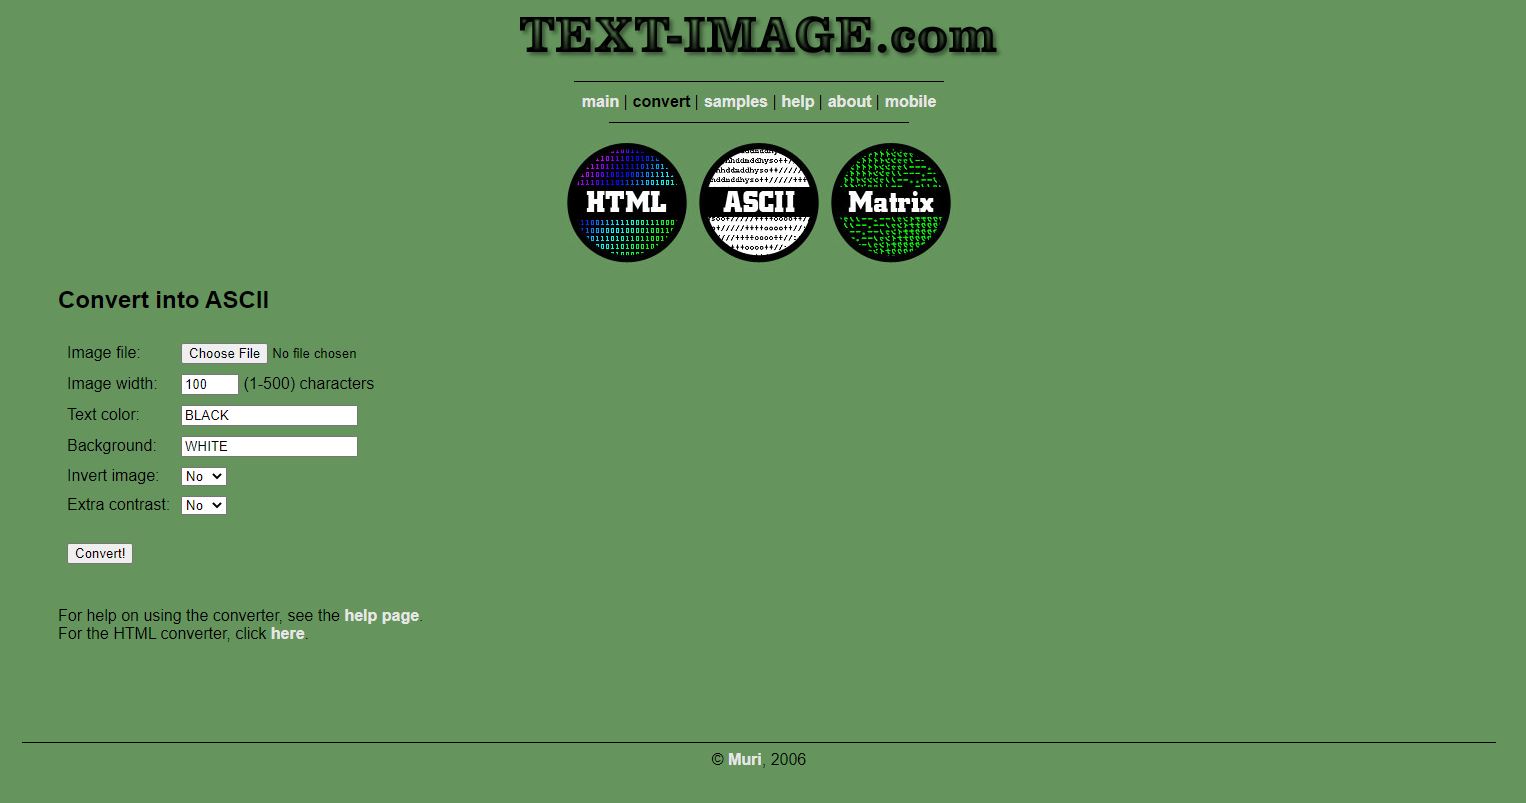 TEXT-IMAGE.com
main | convert | samples | help | about | mobile
HTML
ASCII
Matrix
Convert into ASCII
Image file: Choose File No file chosen
Image width: 100 (1-500) characters
Text color: BLACK
Background: WHITE
Invert image: No
Extra contrast: No
Convert!
For help on using the converter, see the help page.
For the HTML converter, click here.
© Muri, 2006